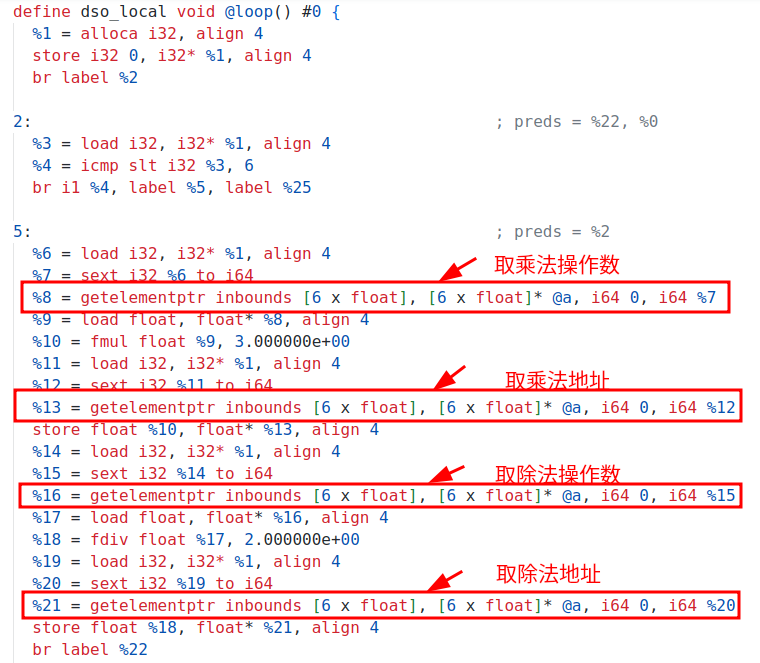 define dso_local void @loop() #0 {
%1 = alloca i32, align 4
store i32 0, i32* %1, align 4
br label %2
2: ; preds = %22, %0
%3 = load i32, i32* %1, align 4
%4 = icmp slt i32 %3, 6
br i1 %4, label %5, label %25
5: ; preds = %2
%6 = load i32, i32* %1, align 4
取乘法操作数
%7 = sext i32 %6 to i64
%8 = getelementptr inbounds [6 x float], [6 x float]* @a, i64 0, i64 %7
%9 = load float, float* %8, align 4
%10 = fmul float %9, 3.000000e+00
%11 = load i32, i32* %1, align 4
取乘法地址
%12 = sext i32 %11 to i64
%13 = getelementptr inbounds [6 x float], [6 x float]* @a, i64 0, i64 %12
store float %10, float* %13, align 4
%14 = load i32, i32* %1, align 4
%15 = sext i32 %14 to i64
取除法操作数
%16 = getelementptr inbounds [6 x float], [6 x float]* @a, i64 0, i64 %15
%17 = load float, float* %16, align 4
%18 = fdiv float %17, 2.000000e+00
%19 = load i32, i32* %1, align 4
取除法地址
%20 = sext i32 %19 to i64
%21 = getelementptr inbounds [6 x float], [6 x float]* @a, i64 0, i64 %20
store float %18, float* %21, align 4
br label %22